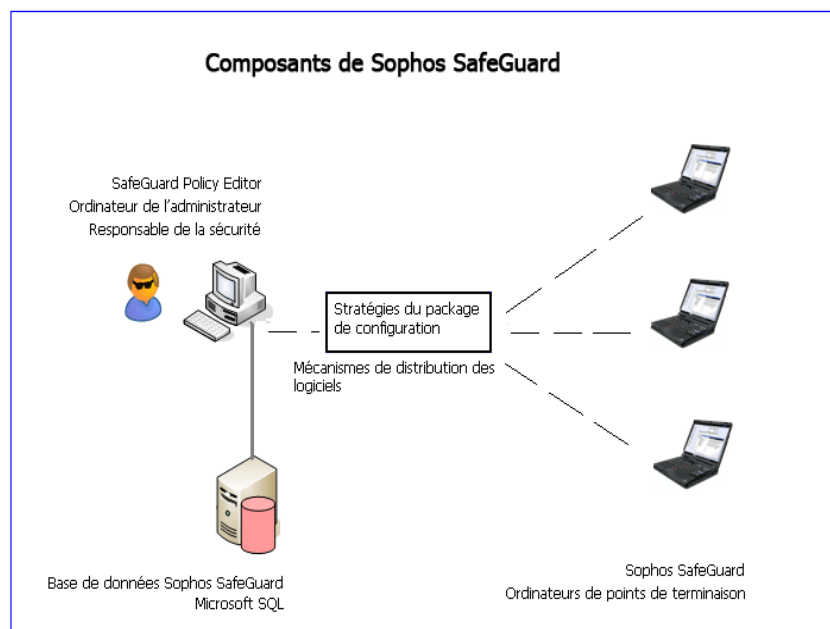 Composants de Sophos SafeGuard
SafeGuard Policy Editor
Ordinateur de l'administrateur
Responsable de la sécurité
Stratégies du package
de configuration
Mécanismes de distribution des
logiciels
Base de données Sophos SafeGuard
Microsoft SQL
Sophos SafeGuard
Ordinateurs de points de terminaison